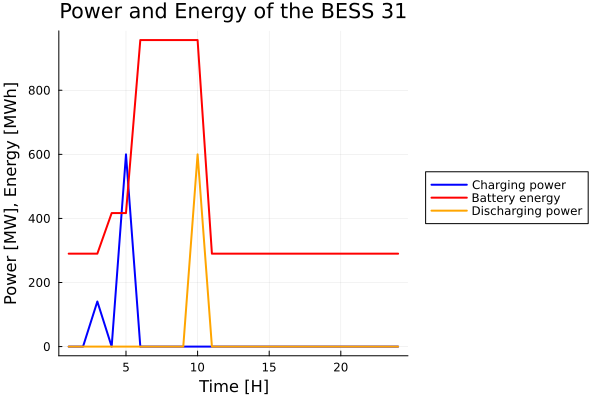 Power and Energy of the BESS 31
Power [MW], Energy [MWh]
800
600
400
200
0
5
10
15
20
Time [H]
Charging power
Battery energy
Discharging power